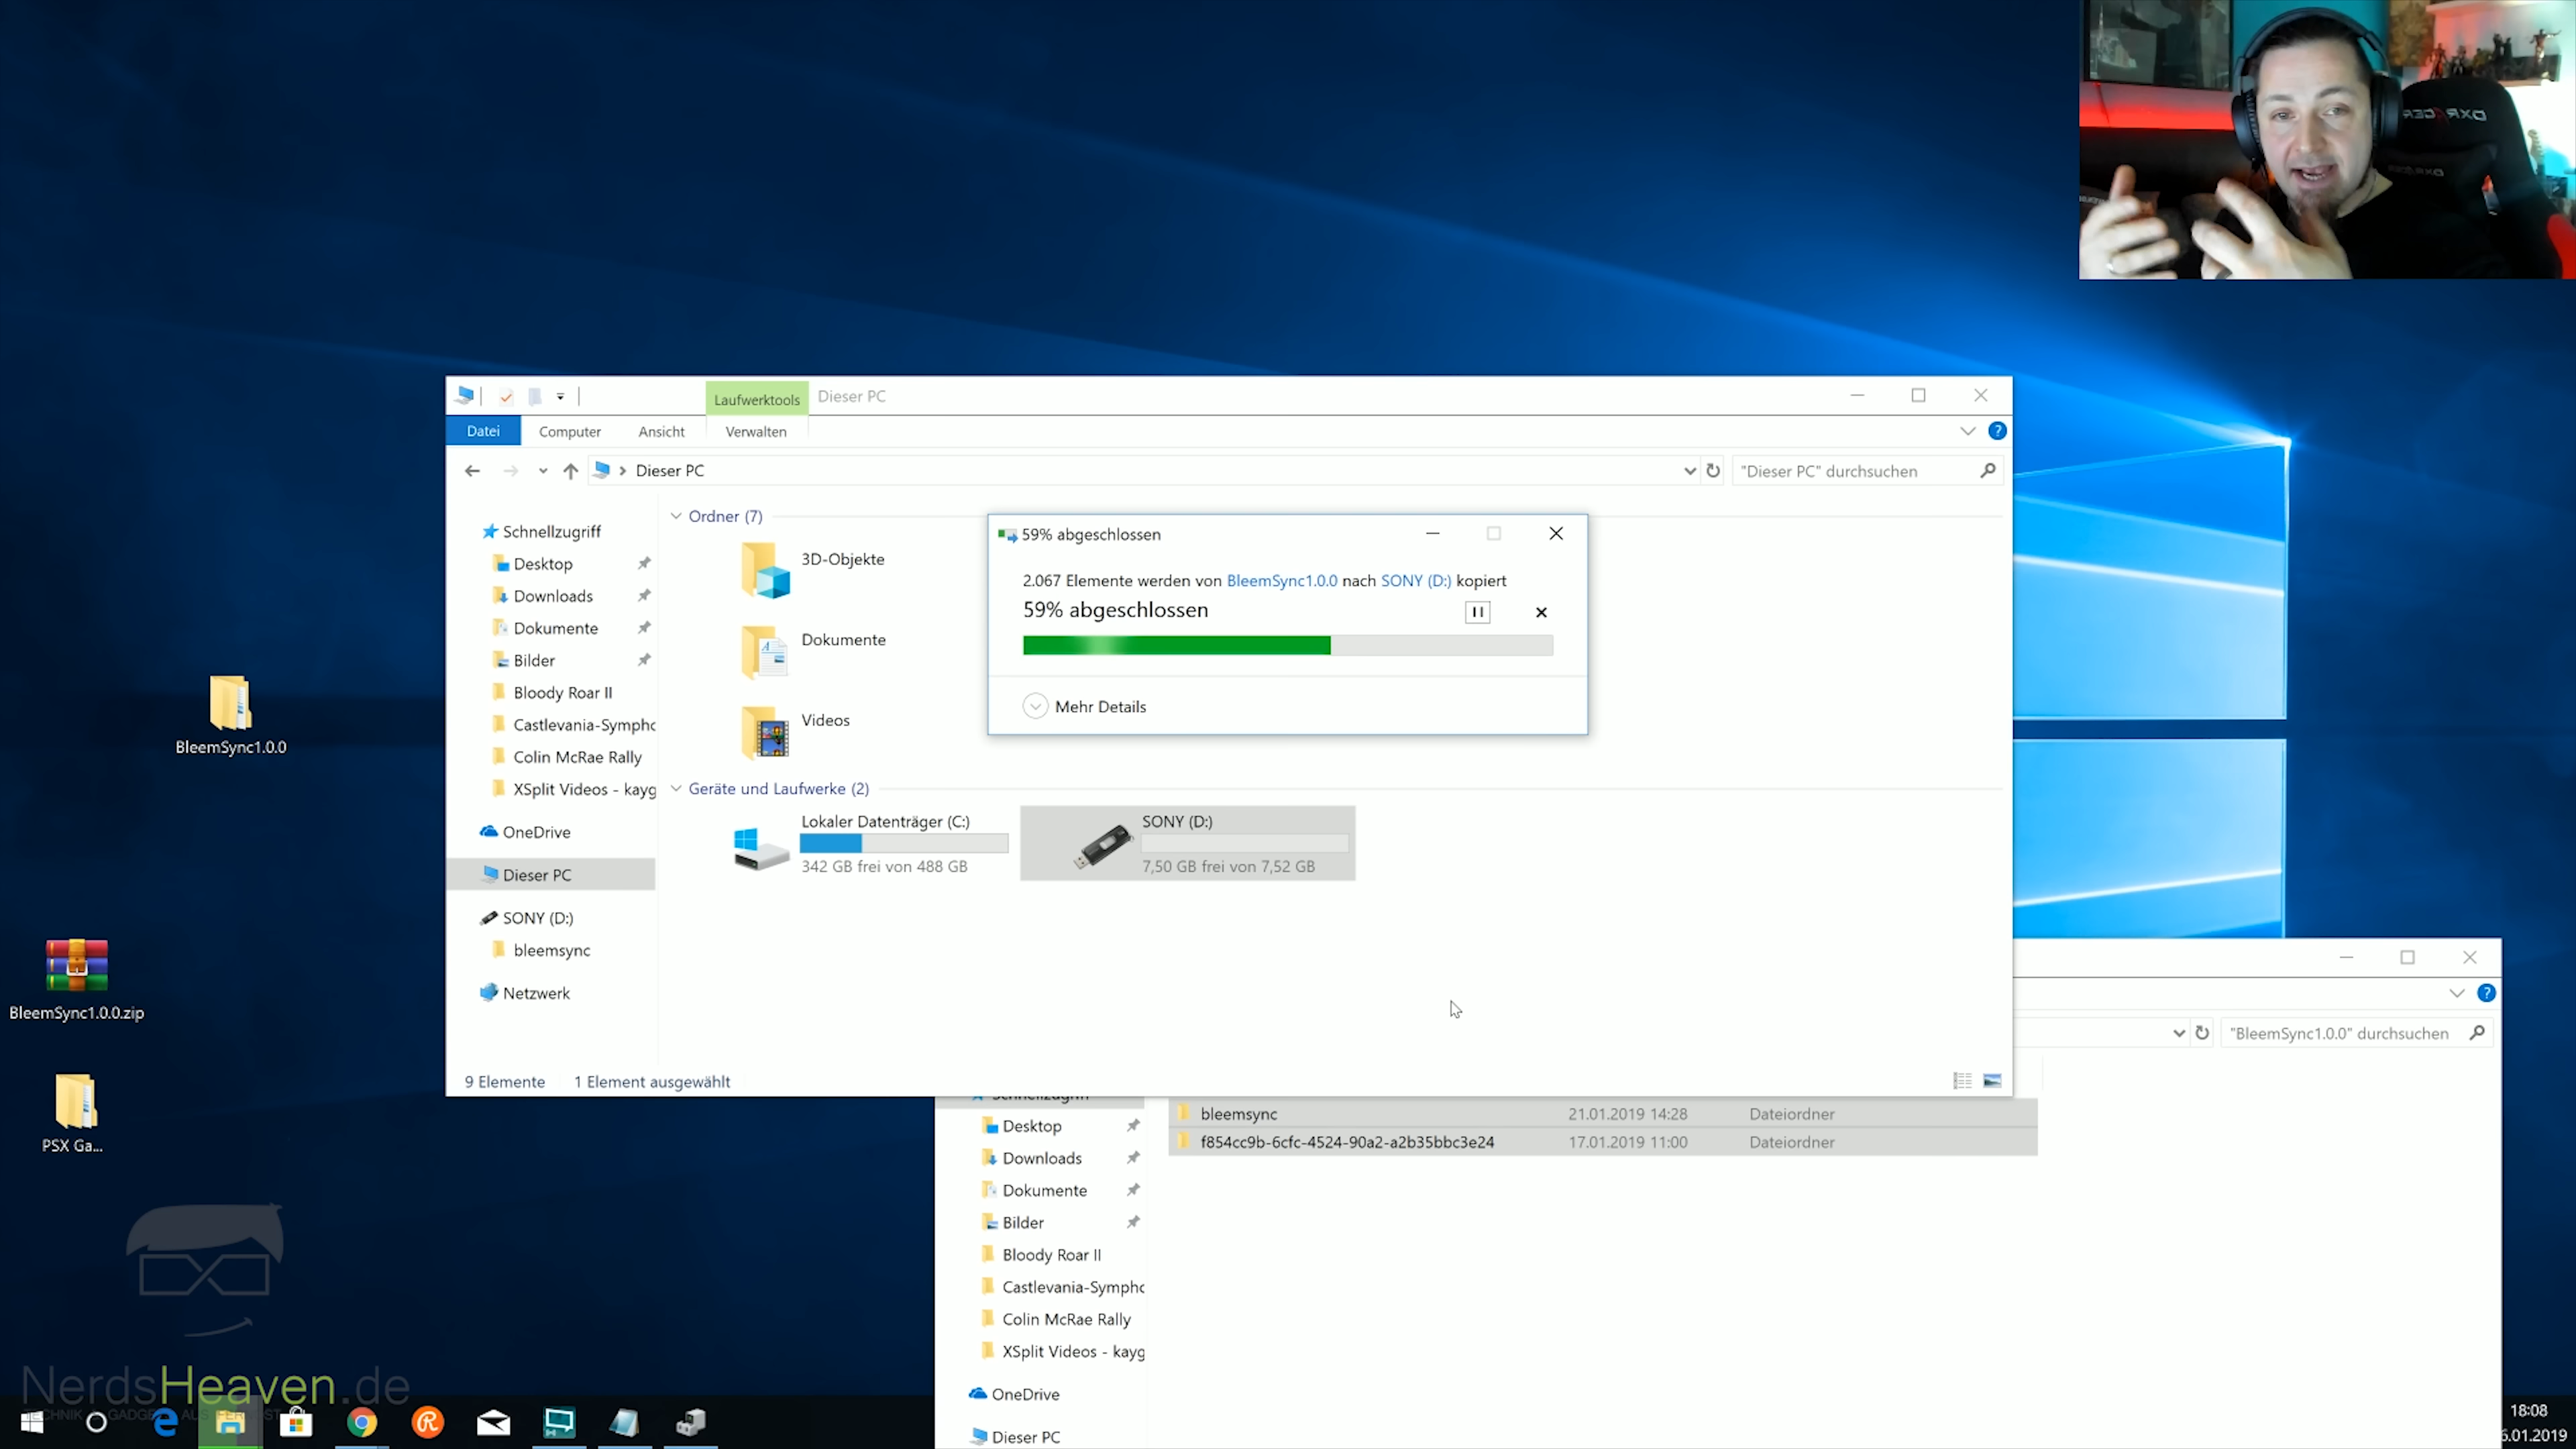 Laufwerktools
Dieser PC
Datei
Computer
Ansicht
Verwalten
Dieser PC
"Dieser PC" durchsuchen
Schnellzugriff
Desktop
Downloads
Dokumente
Bilder
Bloody Roar II
Castlevania-Sympho
Colin McRae Rally
XSplit Videos - kayg
OneDrive
Dieser PC
SONY (D:)
bleemsync
Netzwerk
Ordner (7)
3D-Objekte
Dokumente
Videos
Geräte und Laufwerke (2)
Lokaler Datenträger (C:)
342 GB frei von 488 GB
SONY (D:)
7,50 GB frei von 7,52 GB
9 Elemente
1 Element ausgewählt
59% abgeschlossen
2.067 Elemente werden von BleemSync1.0.0 nach SONY (D:) kopiert
59% abgeschlossen
Mehr Details
BleemSync1.0.0
BleemSync1.0.0.zip
PSX Ga...
"BleemSync1.0.0" durchsuchen
Schnellzugriff
Desktop
Downloads
Dokumente
Bilder
Bloody Roar II
Castlevania-Sympho
Colin McRae Rally
XSplit Videos - kayg
OneDrive
Dieser PC
bleemsync 21.01.2019 14:28 Dateiordner
f854cc9b-6cfc-4524-90a2-a2b35bbc3e24 17.01.2019 11:00 Dateiordner
NerdsHeaven.de
18:08
6.01.2019